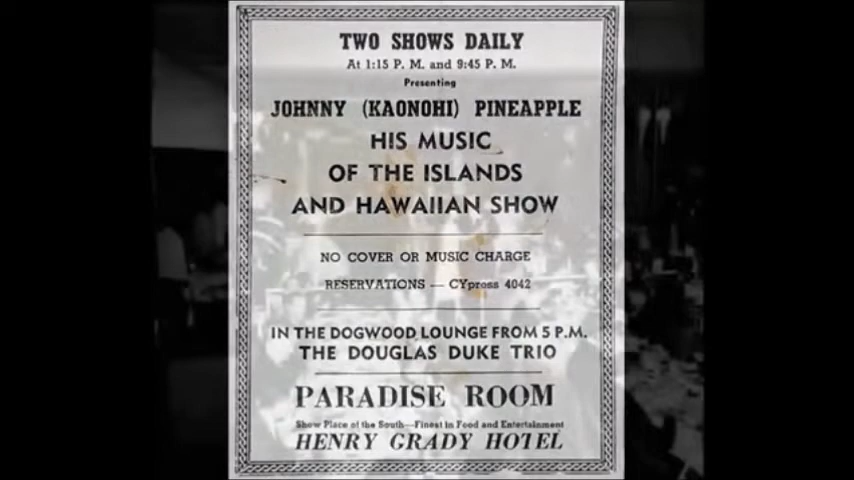 TWO SHOWS DAILY
At 1:15 P. M. and 9:45 P. M.
Presenting
JOHNNY (KAONOHI) PINEAPPLE
HIS MUSIC
OF THE ISLANDS
AND HAWAIIAN SHOW
NO COVER OR MUSIC CHARGE
RESERVATIONS — CYpross 4042
IN THE DOGWOOD LOUNGE FROM 5 P.M.
THE DOUGLAS DUKE TRIO
PARADISE ROOM
Show Place of the South—Finest in Food and Entertainment
HENRY GRADY HOTEL